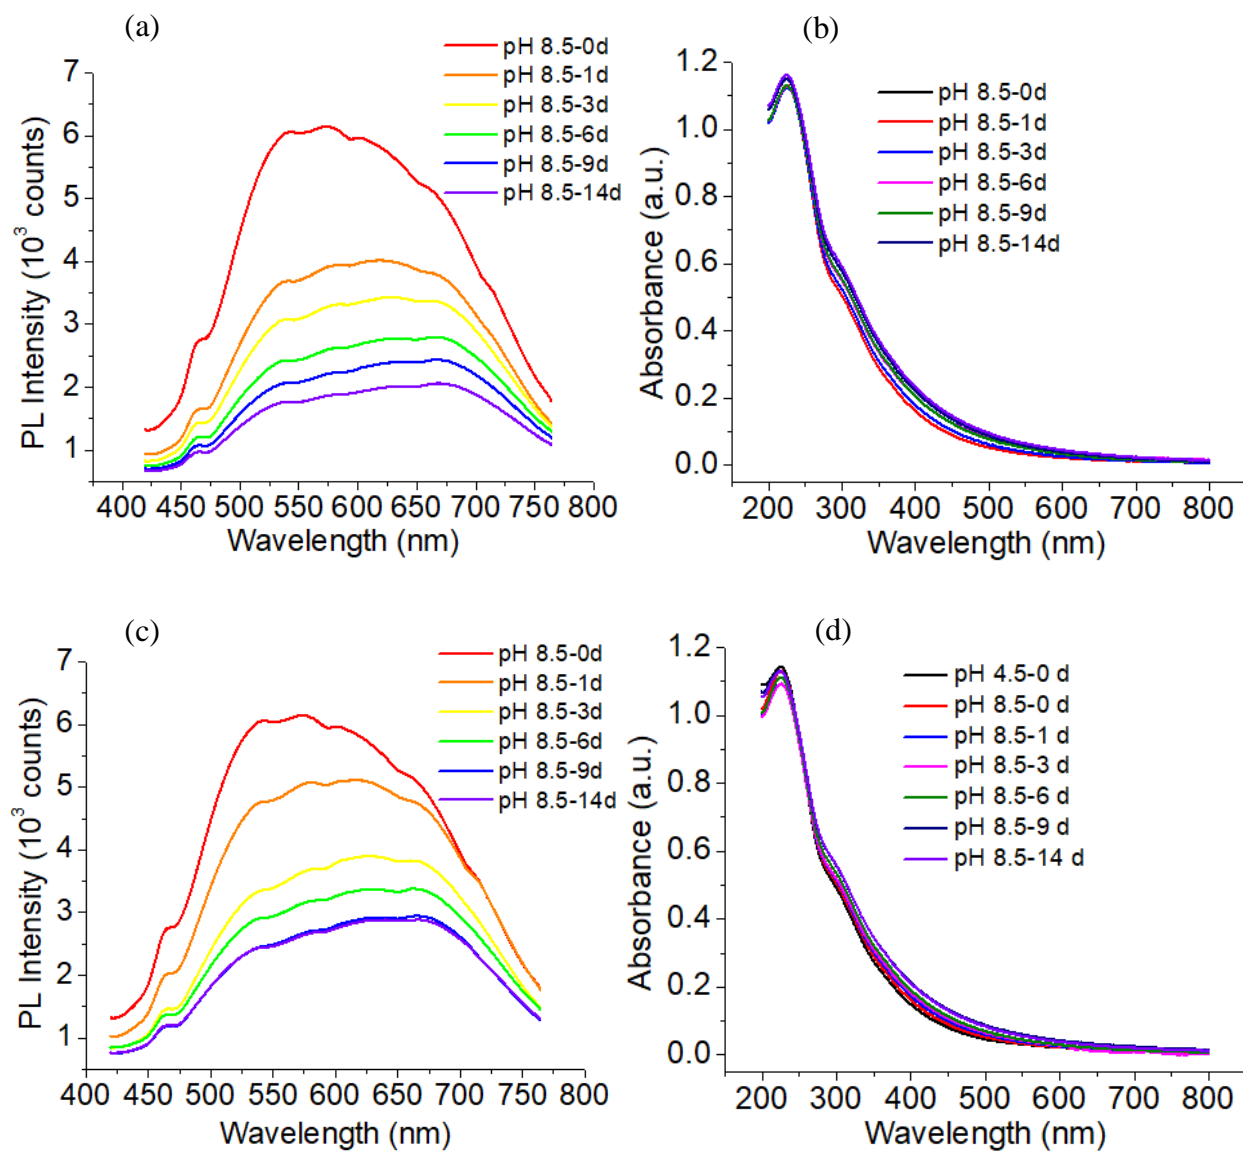 (a)
pH 8.5-0d
pH 8.5-1d
pH 8.5-3d
pH 8.5-6d
pH 8.5-9d
pH 8.5-14d
7
6
5
4
3
2
1
PL Intensity (10³ counts)
400 450 500 550 600 650 700 750 800
Wavelength (nm)
(b)
pH 8.5-0d
pH 8.5-1d
pH 8.5-3d
pH 8.5-6d
pH 8.5-9d
pH 8.5-14d
1.2
1.0
0.8
0.6
0.4
0.2
0.0
Absorbance (a.u.)
200 300 400 500 600 700 800
Wavelength (nm)
(c)
pH 8.5-0d
pH 8.5-1d
pH 8.5-3d
pH 8.5-6d
pH 8.5-9d
pH 8.5-14d
7
6
5
4
3
2
1
PL Intensity (10³ counts)
400 450 500 550 600 650 700 750 800
Wavelength (nm)
(d)
pH 4.5-0 d
pH 8.5-0 d
pH 8.5-1 d
pH 8.5-3 d
pH 8.5-6 d
pH 8.5-9 d
pH 8.5-14 d
1.2
1.0
0.8
0.6
0.4
0.2
0.0
Absorbance (a.u.)
200 300 400 500 600 700 800
Wavelength (nm)